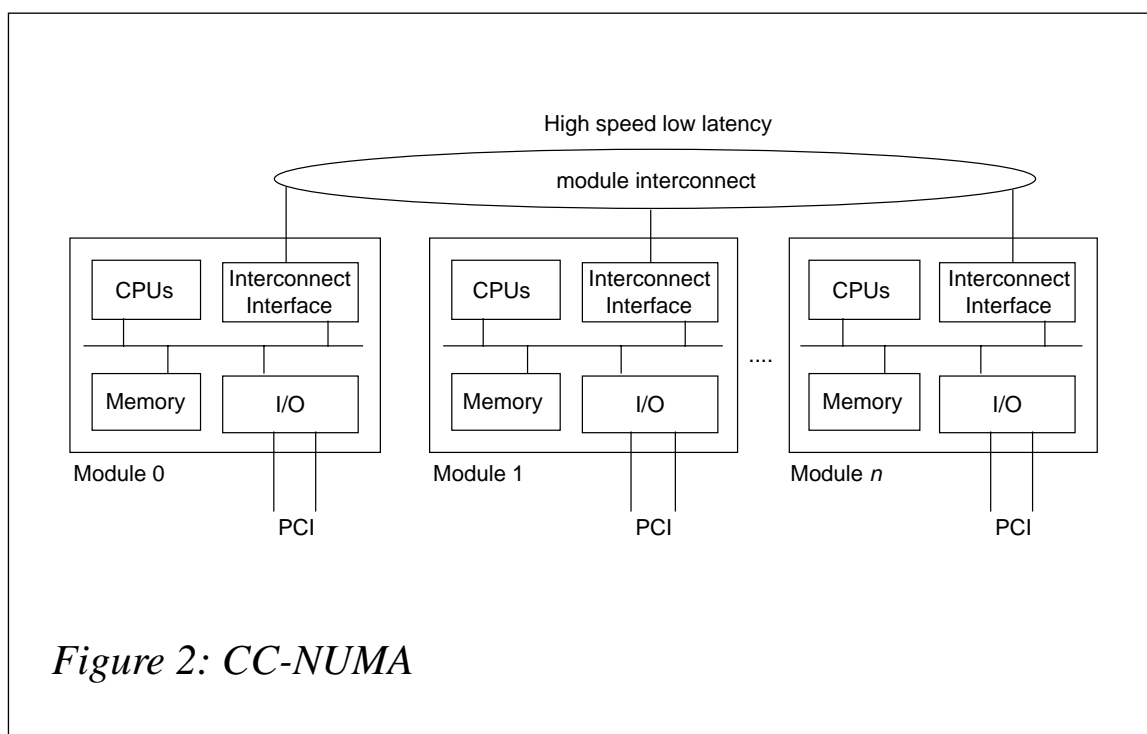 High speed low latency
module interconnect
CPUs
Interconnect
Interface
Memory
I/O
Module 0
PCI
CPUs
Interconnect
Interface
Memory
I/O
Module 1
PCI
....
CPUs
Interconnect
Interface
Memory
I/O
Module n
PCI
Figure 2: CC-NUMA